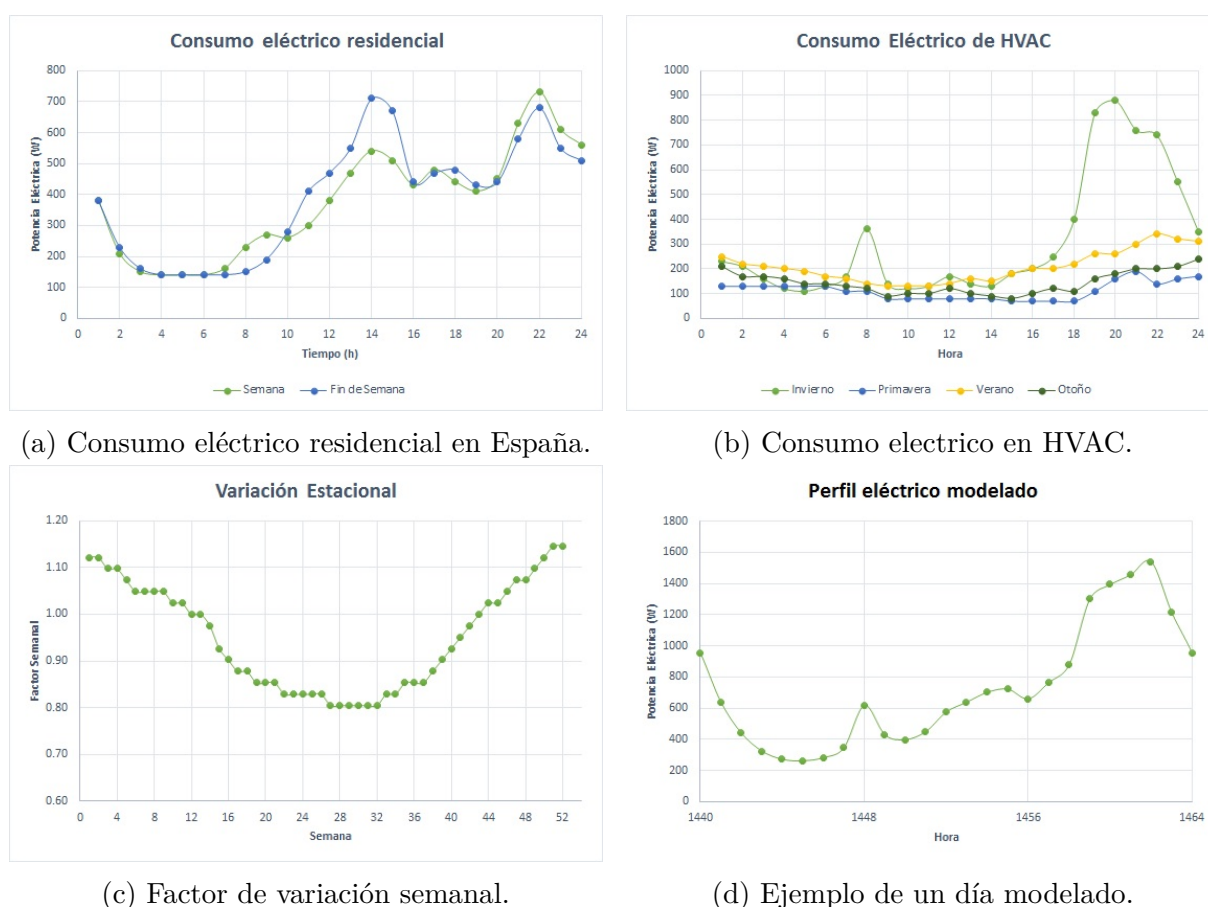 Consumo eléctrico residencial
Potencia Eléctrica (W)
800
700
600
500
400
300
200
100
0
0 2 4 6 8 10 12 14 16 18 20 22 24
Tiempo (h)
Semana Fin de Semana
(a) Consumo eléctrico residencial en España.
Consumo Eléctrico de HVAC
Potencia Eléctrica (W)
1000
900
800
700
600
500
400
300
200
100
0
0 2 4 6 8 10 12 14 16 18 20 22 24
Hora
Invierno Primavera Verano Otoño
(b) Consumo electrico en HVAC.
Variación Estacional
Factor Semanal
1.20
1.10
1.00
0.90
0.80
0.70
0.60
0 4 8 12 16 20 24 28 32 36 40 44 48 52
Semana
(c) Factor de variación semanal.
Perfil eléctrico modelado
Potencia Eléctrica (W)
1800
1600
1400
1200
1000
800
600
400
200
0
1440 1448 1456 1464
Hora
(d) Ejemplo de un día modelado.